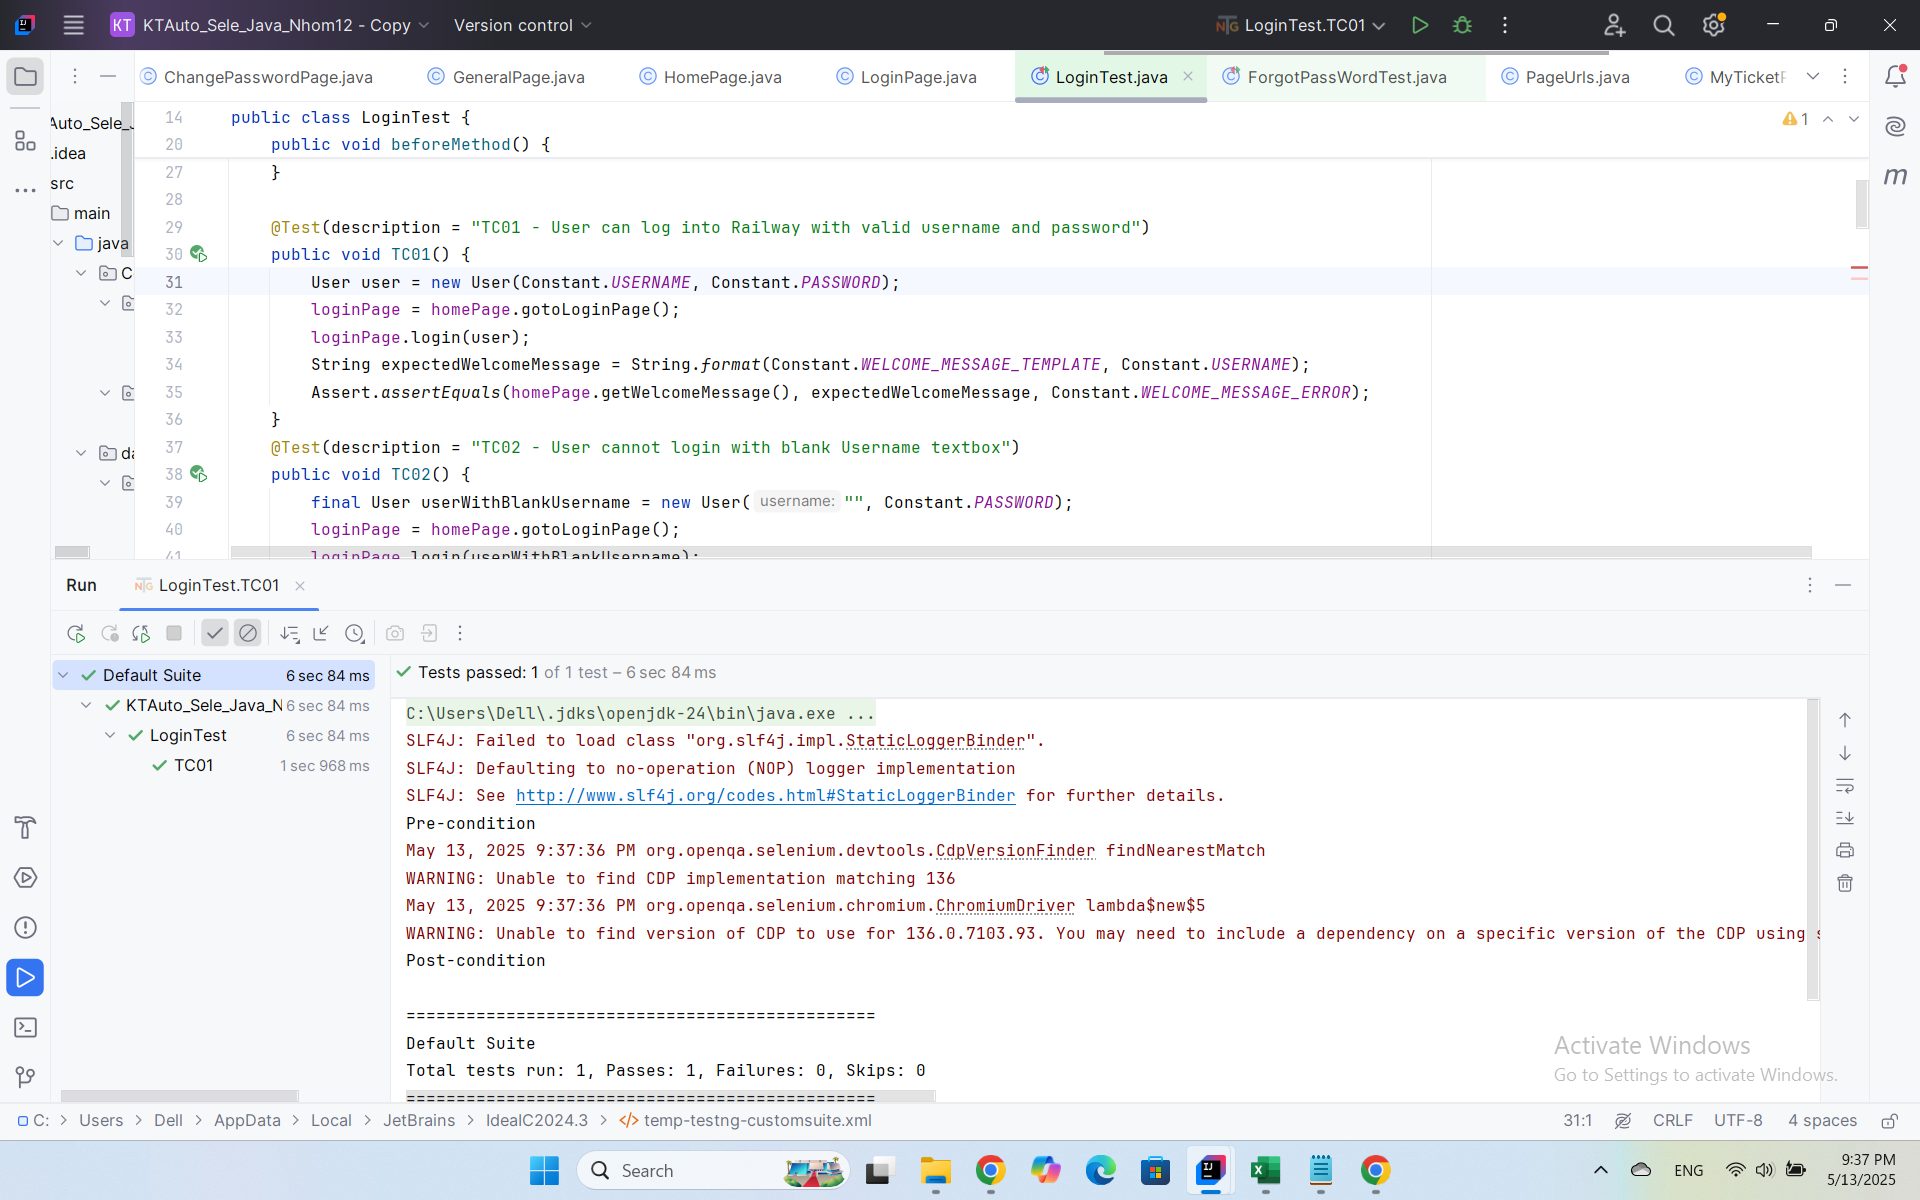 KT KTAuto_Sele_Java_Nhom12 - Copy Version control LoginTest.TC01
ChangePasswordPage.java GeneralPage.java HomePage.java LoginPage.java LoginTest.java ForgotPassWordTest.java PageUrls.java MyTicketP
Auto_Sele_J
.idea
src
main
java
C
da
14 public class LoginTest {
20 public void beforeMethod() {
27 }
28
29 @Test(description = "TC01 - User can log into Railway with valid username and password")
30 public void TC01() {
31 User user = new User(Constant.USERNAME, Constant.PASSWORD);
32 loginPage = homePage.gotoLoginPage();
33 loginPage.login(user);
34 String expectedWelcomeMessage = String.format(Constant.WELCOME_MESSAGE_TEMPLATE, Constant.USERNAME);
35 Assert.assertEquals(homePage.getWelcomeMessage(), expectedWelcomeMessage, Constant.WELCOME_MESSAGE_ERROR);
36 }
37 @Test(description = "TC02 - User cannot login with blank Username textbox")
38 public void TC02() {
39 final User userWithBlankUsername = new User( username: "", Constant.PASSWORD);
40 loginPage = homePage.gotoLoginPage();
41 loginPage.login(userWithBlankUsername);
1
Run LoginTest.TC01
Default Suite 6 sec 84 ms
KTAuto_Sele_Java_N 6 sec 84 ms
LoginTest 6 sec 84 ms
TC01 1 sec 968 ms
Tests passed: 1 of 1 test – 6 sec 84 ms
C:\Users\Dell\.jdks\openjdk-24\bin\java.exe ...
SLF4J: Failed to load class "org.slf4j.impl.StaticLoggerBinder".
SLF4J: Defaulting to no-operation (NOP) logger implementation
SLF4J: See http://www.slf4j.org/codes.html#StaticLoggerBinder for further details.
Pre-condition
May 13, 2025 9:37:36 PM org.openqa.selenium.devtools.CdpVersionFinder findNearestMatch
WARNING: Unable to find CDP implementation matching 136
May 13, 2025 9:37:36 PM org.openqa.selenium.chromium.ChromiumDriver lambda$new$5
WARNING: Unable to find version of CDP to use for 136.0.7103.93. You may need to include a dependency on a specific version of the CDP using s
Post-condition
===============================================
Default Suite
Total tests run: 1, Passes: 1, Failures: 0, Skips: 0
===============================================
Activate Windows
Go to Settings to activate Windows.
C: > Users > Dell > AppData > Local > JetBrains > IdeaIC2024.3 > temp-testng-customsuite.xml 31:1 CRLF UTF-8 4 spaces
Search ENG 9:37 PM
5/13/2025